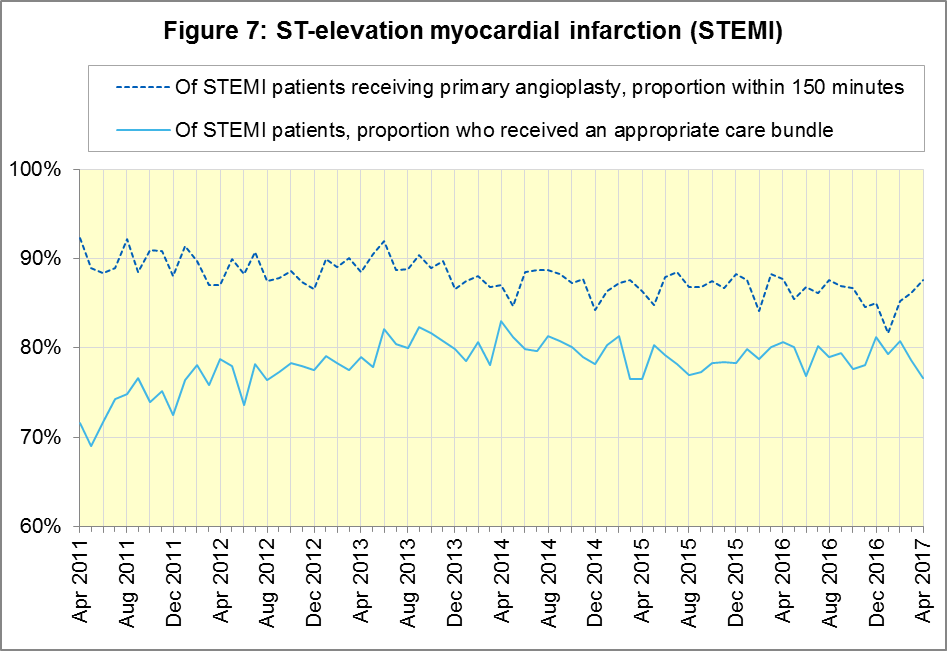 Figure 7: ST-elevation myocardial infarction (STEMI)
Of STEMI patients receiving primary angioplasty, proportion within 150 minutes
Of STEMI patients, proportion who received an appropriate care bundle
100%
90%
80%
70%
60%
Apr 2011
Aug 2011
Dec 2011
Apr 2012
Aug 2012
Dec 2012
Apr 2013
Aug 2013
Dec 2013
Apr 2014
Aug 2014
Dec 2014
Apr 2015
Aug 2015
Dec 2015
Apr 2016
Aug 2016
Dec 2016
Apr 2017